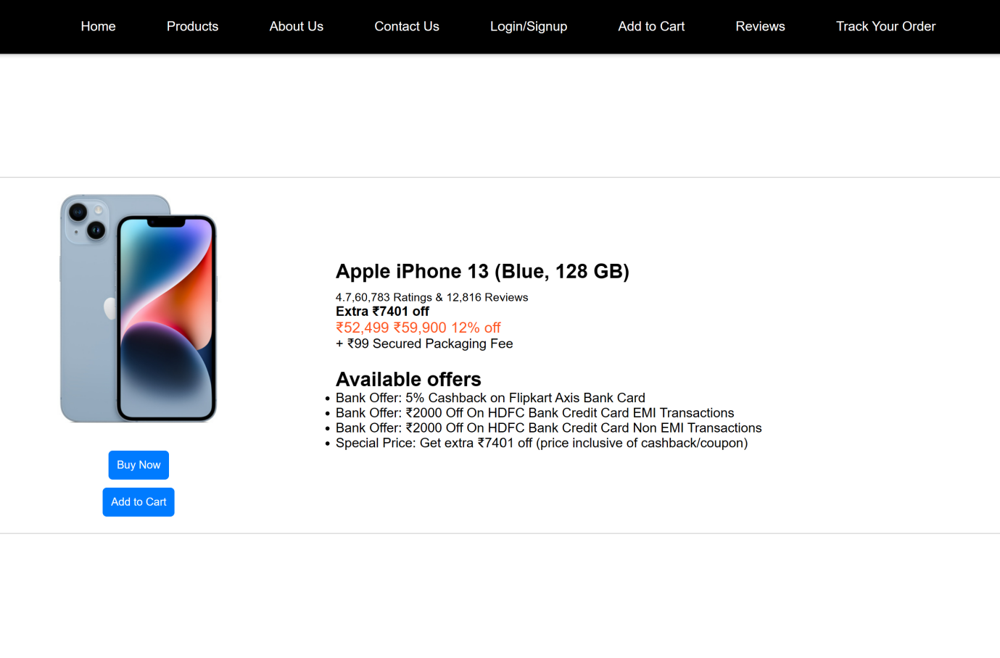 Home Products About Us Contact Us Login/Signup Add to Cart Reviews Track Your Order
Apple iPhone 13 (Blue, 128 GB)
4.7,60,783 Ratings & 12,816 Reviews
Extra ₹7401 off
₹52,499 ₹59,900 12% off
+ ₹99 Secured Packaging Fee
Available offers
• Bank Offer: 5% Cashback on Flipkart Axis Bank Card
• Bank Offer: ₹2000 Off On HDFC Bank Credit Card EMI Transactions
• Bank Offer: ₹2000 Off On HDFC Bank Credit Card Non EMI Transactions
• Special Price: Get extra ₹7401 off (price inclusive of cashback/coupon)
Buy Now
Add to Cart